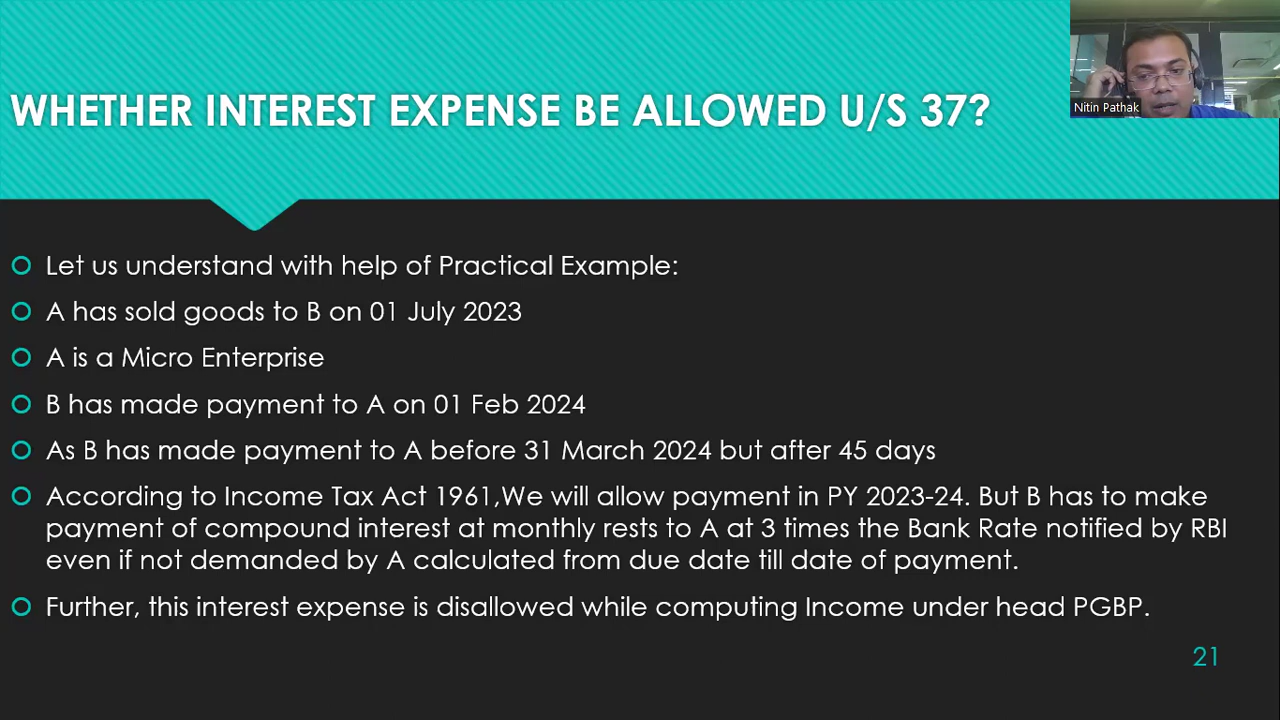 WHETHER INTEREST EXPENSE BE ALLOWED U/S 37?
Nitin Pathak
Let us understand with help of Practical Example:
A has sold goods to B on 01 July 2023
A is a Micro Enterprise
B has made payment to A on 01 Feb 2024
As B has made payment to A before 31 March 2024 but after 45 days
According to Income Tax Act 1961,We will allow payment in PY 2023-24. But B has to make
payment of compound interest at monthly rests to A at 3 times the Bank Rate notified by RBI
even if not demanded by A calculated from due date till date of payment.
Further, this interest expense is disallowed while computing Income under head PGBP.
21